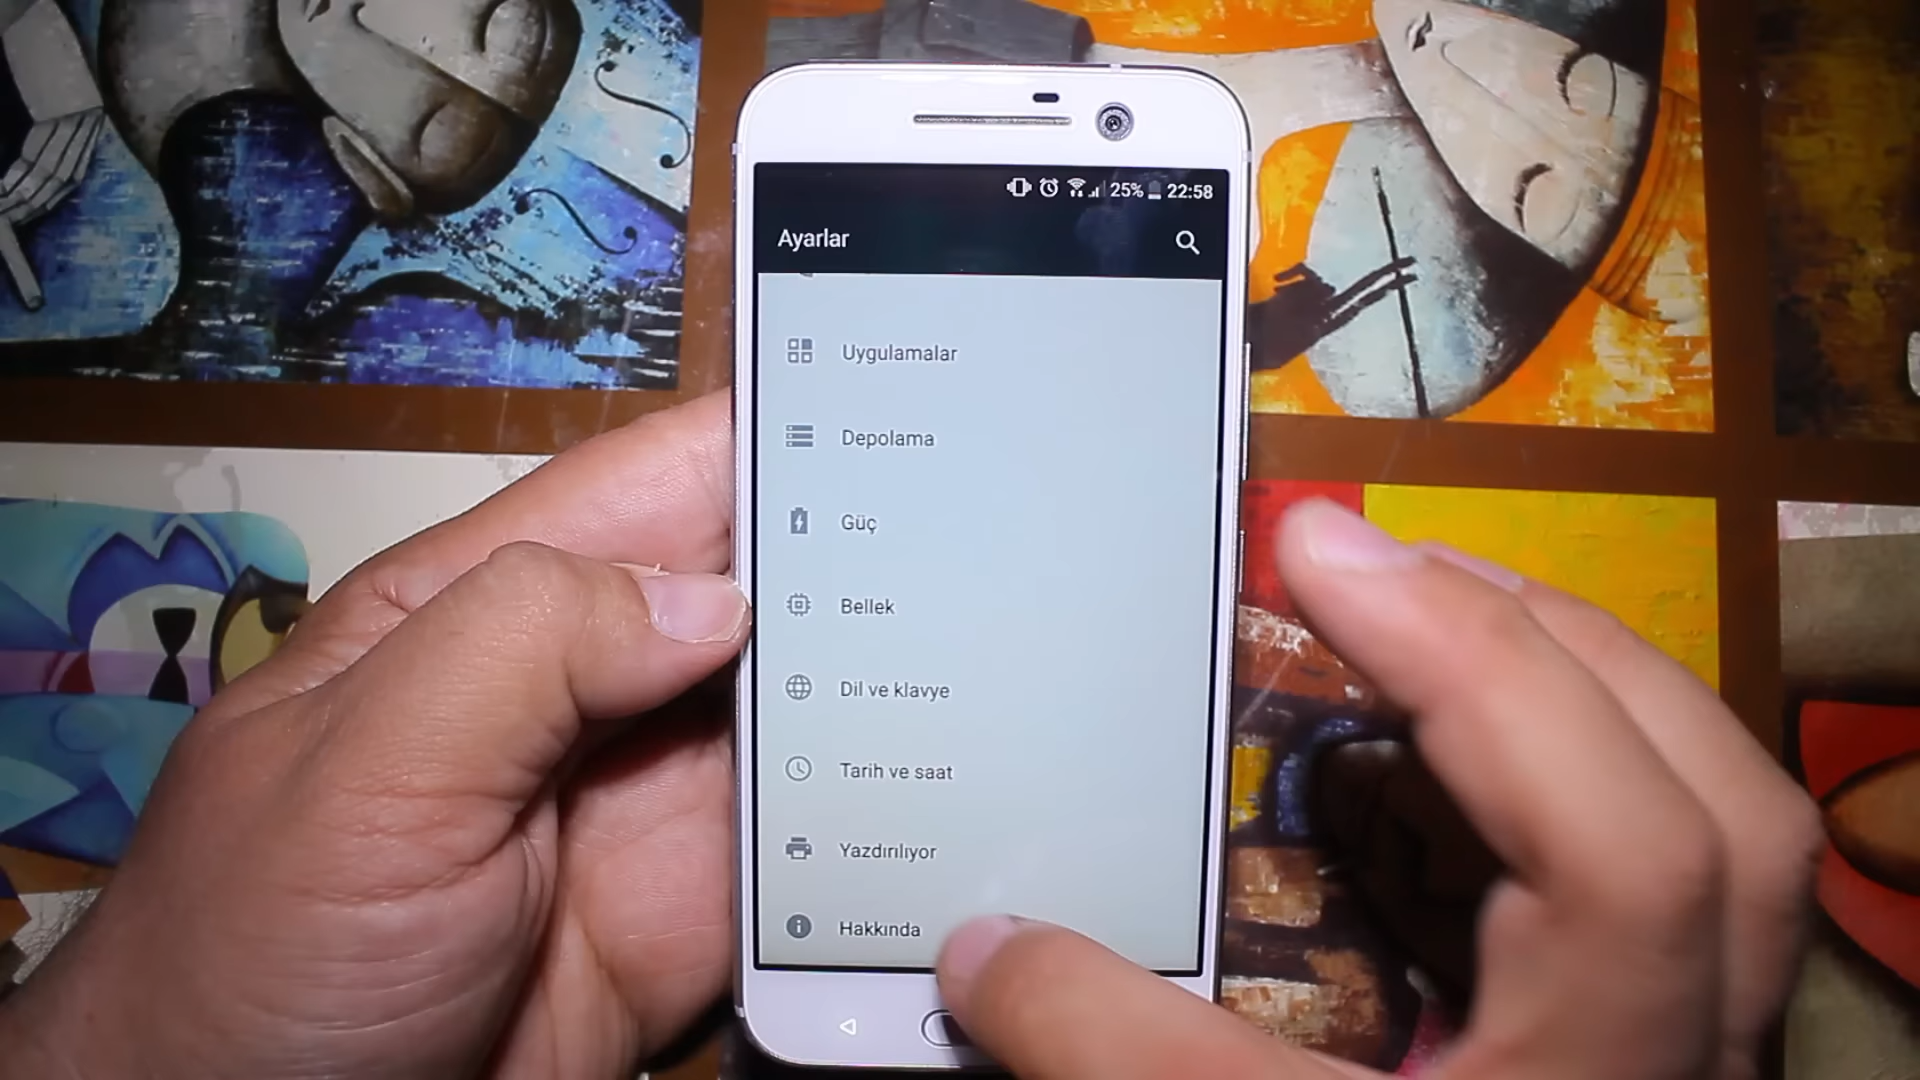 25% 22:58
Ayarlar
Uygulamalar
Depolama
Güç
Bellek
Dil ve klavye
Tarih ve saat
Yazdırılıyor
Hakkında